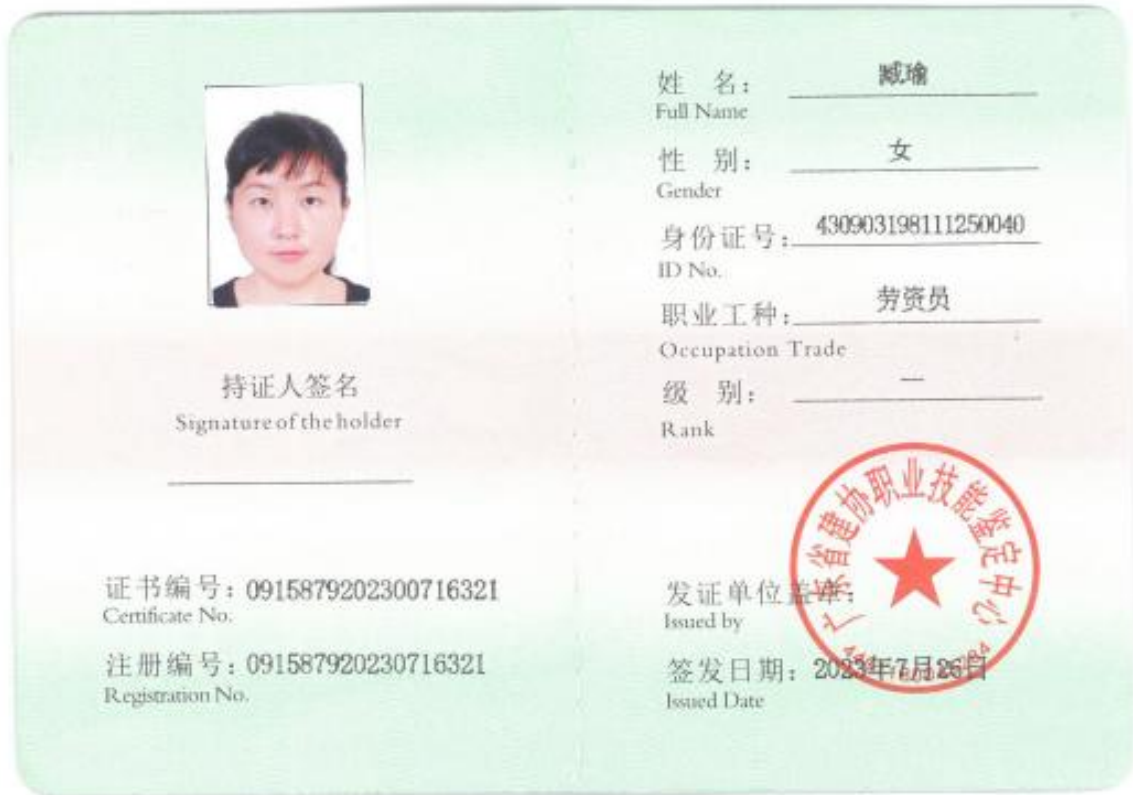 持证人签名
Signature of the holder
证书编号：0915879202300716321
Certificate No.
注册编号：091587920230716321
Registration No.
姓 名：臧瑜
Full Name
性 别：女
Gender
身份证号：430903198111250040
ID No.
职业工种：劳资员
Occupation Trade
级 别：一
Rank
广东省建协职业技能鉴定中心
发证单位盖章：
Issued by
签发日期：2023年7月26日
Issued Date